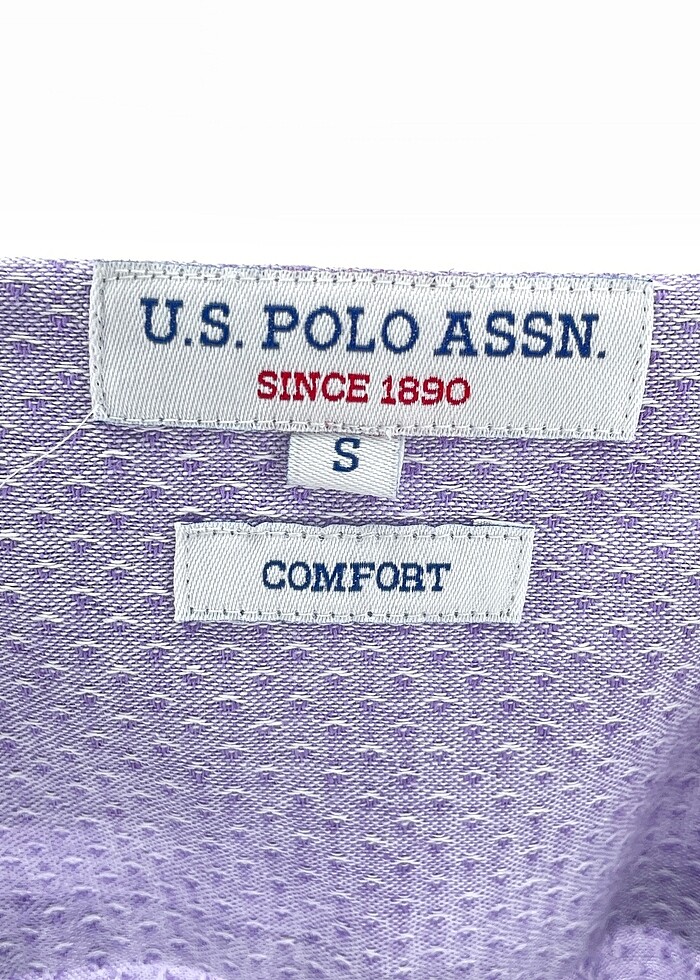 U.S. POLO ASSN.
SINCE 1890
S
COMFORT